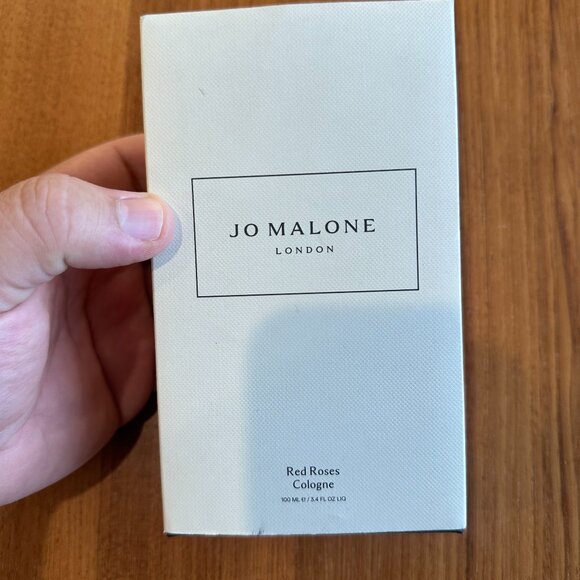 JO MALONE
LONDON
Red Roses
Cologne
100 ML ℮ / 3.4 FL OZ LIQ